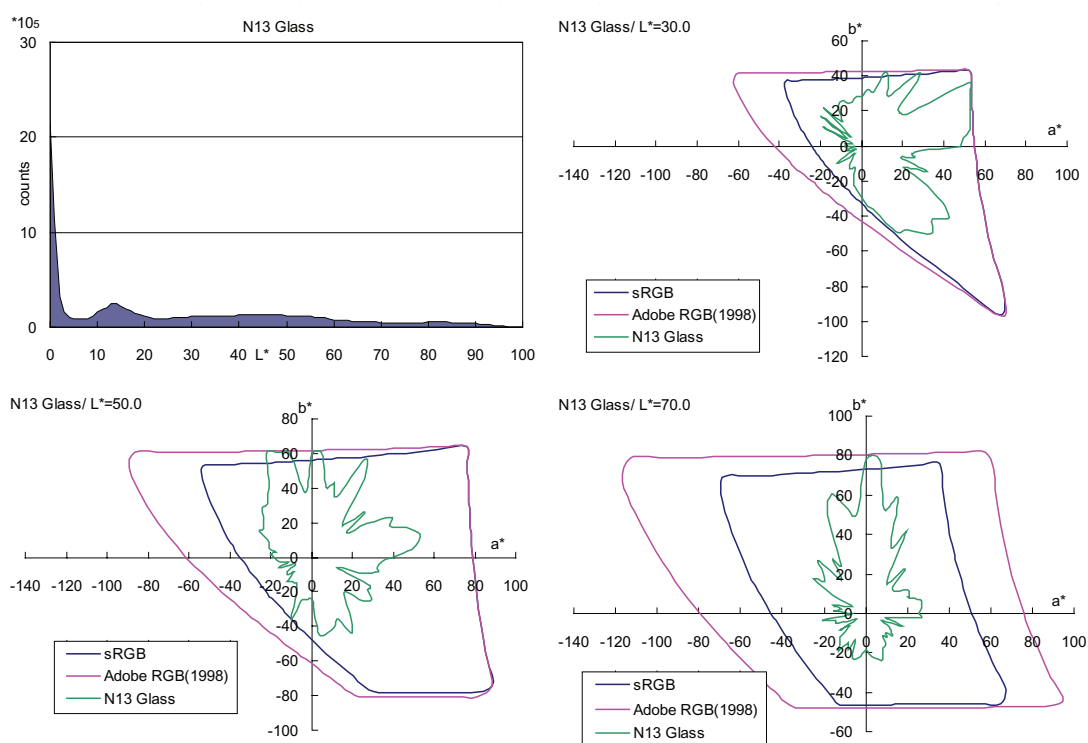 *10⁵
N13 Glass
30
20
10
0
counts
0 10 20 30 40 50 60 70 80 90 100
L*
N13 Glass/ L*=30.0
b*
60
40
20
0
-20
-40
-60
-80
-100
-120
a*
-140 -120 -100 -80 -60 -40 -20 0 20 40 60 80 100
sRGB
Adobe RGB(1998)
N13 Glass
N13 Glass/ L*=50.0
b*
80
60
40
20
0
-20
-40
-60
-80
-100
a*
-140 -120 -100 -80 -60 -40 -20 0 20 40 60 80 100
sRGB
Adobe RGB(1998)
N13 Glass
N13 Glass/ L*=70.0
b*
100
80
60
40
20
0
-20
-40
-60
a*
-140 -120 -100 -80 -60 -40 -20 0 20 40 60 80 100
sRGB
Adobe RGB(1998)
N13 Glass